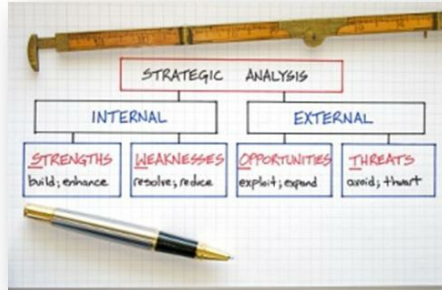 STRATEGIC ANALYSIS
INTERNAL
EXTERNAL
STRENGTHS
build; enhance
WEAKNESSES
resolve; reduce
OPPORTUNITIES
exploit; expand
THREATS
avoid; thwart